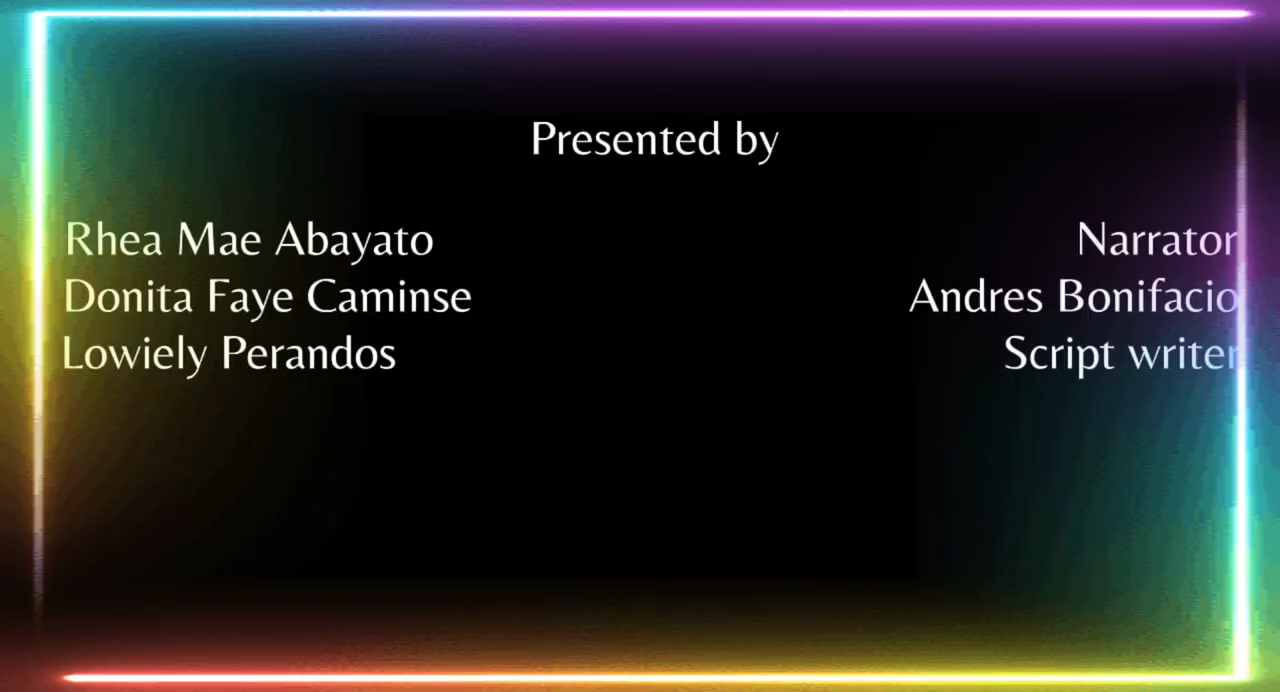 Presented by
Rhea Mae Abayato Narrator
Donita Faye Caminse Andres Bonifacio
Lowiely Perandos Script writer